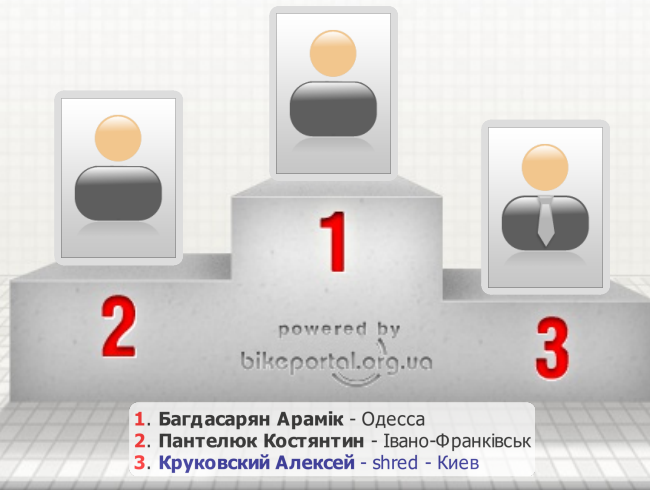 1
2
3
powered by
bikeportal.org.ua
1. Багдасарян Арамік - Одесса
2. Пантелюк Костянтин - Івано-Франківськ
3. Круковский Алексей - shred - Киев